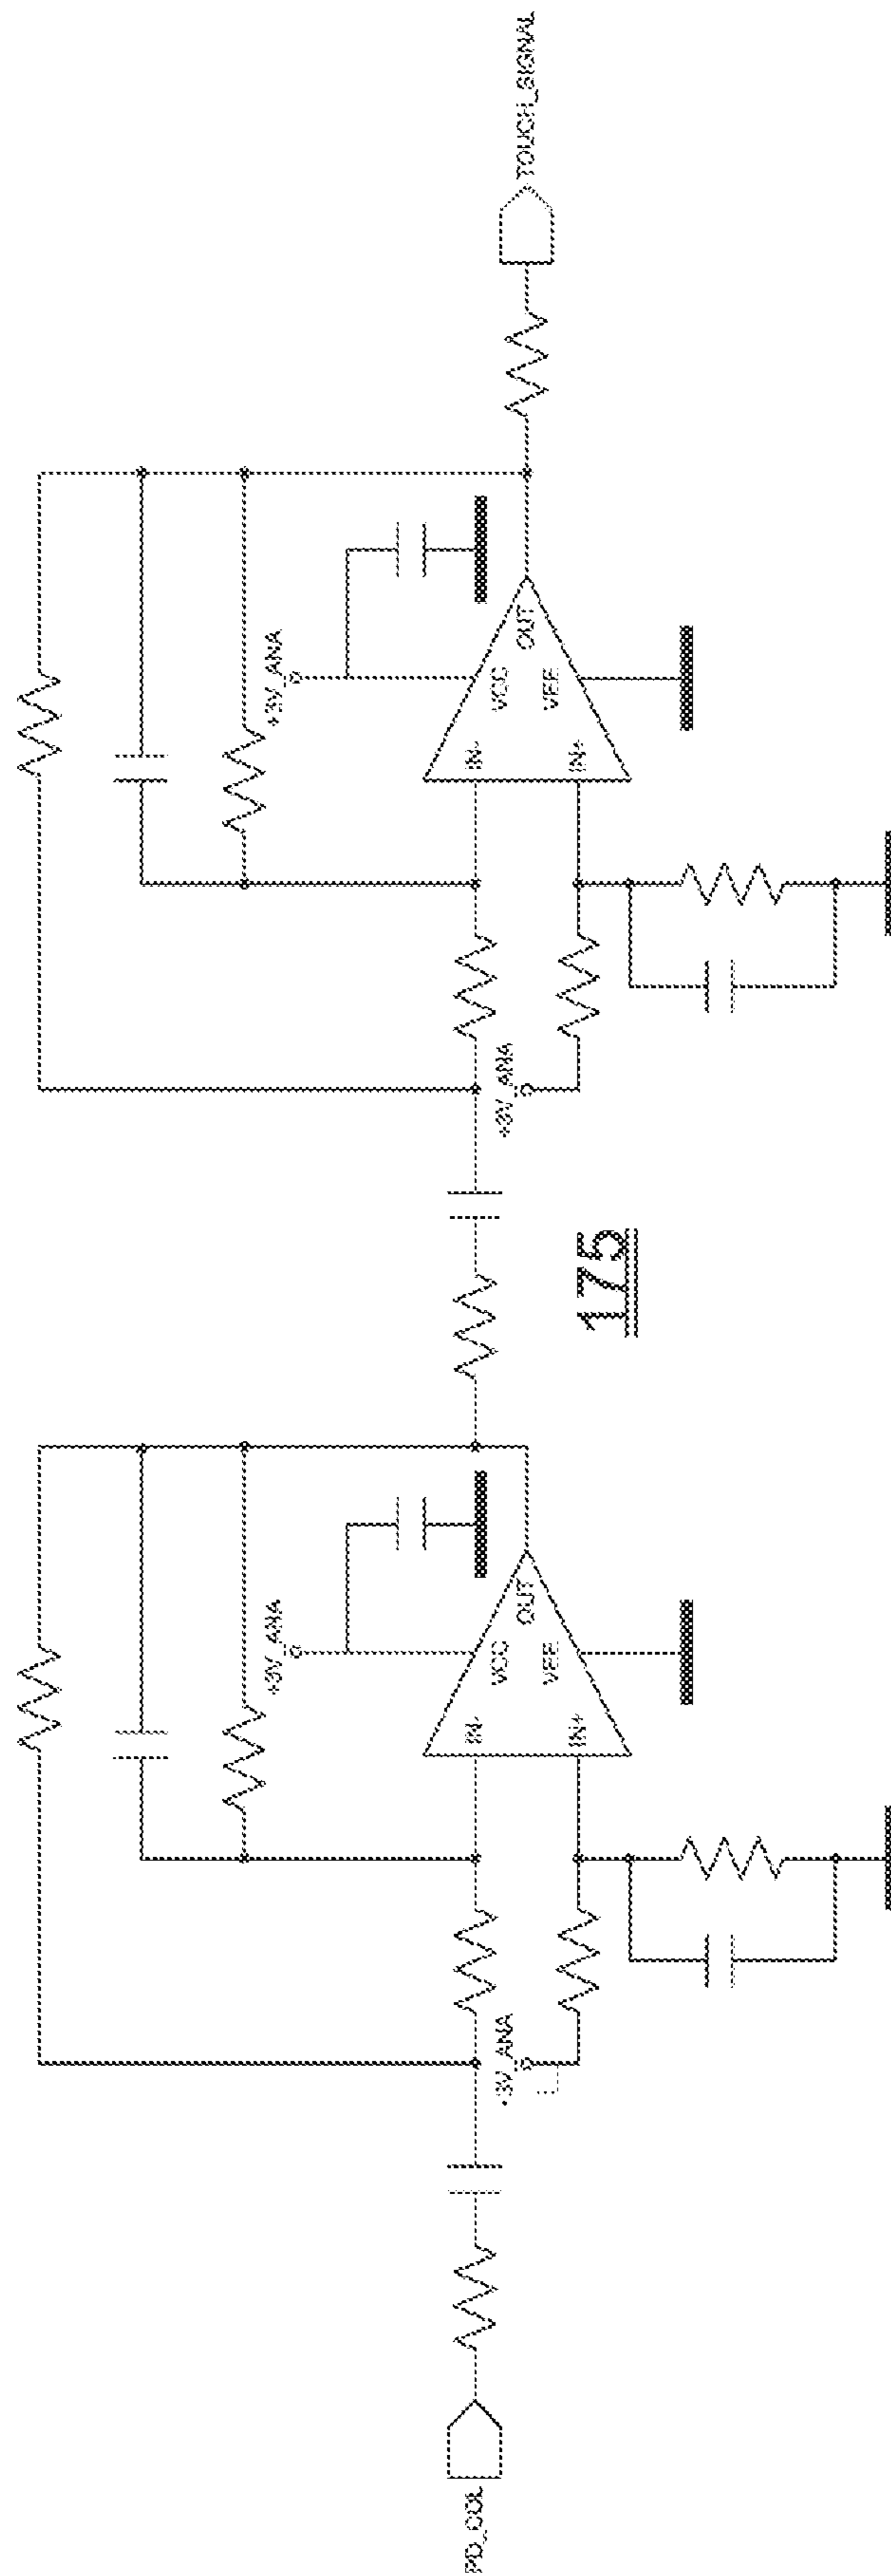 PD_COL
+3V_ANA
IN-
IN+
VCC
VEE
OUT
+3V_ANA
175
+3V_ANA
IN-
IN+
VCC
VEE
OUT
+3V_ANA
TOUCH_SIGNAL